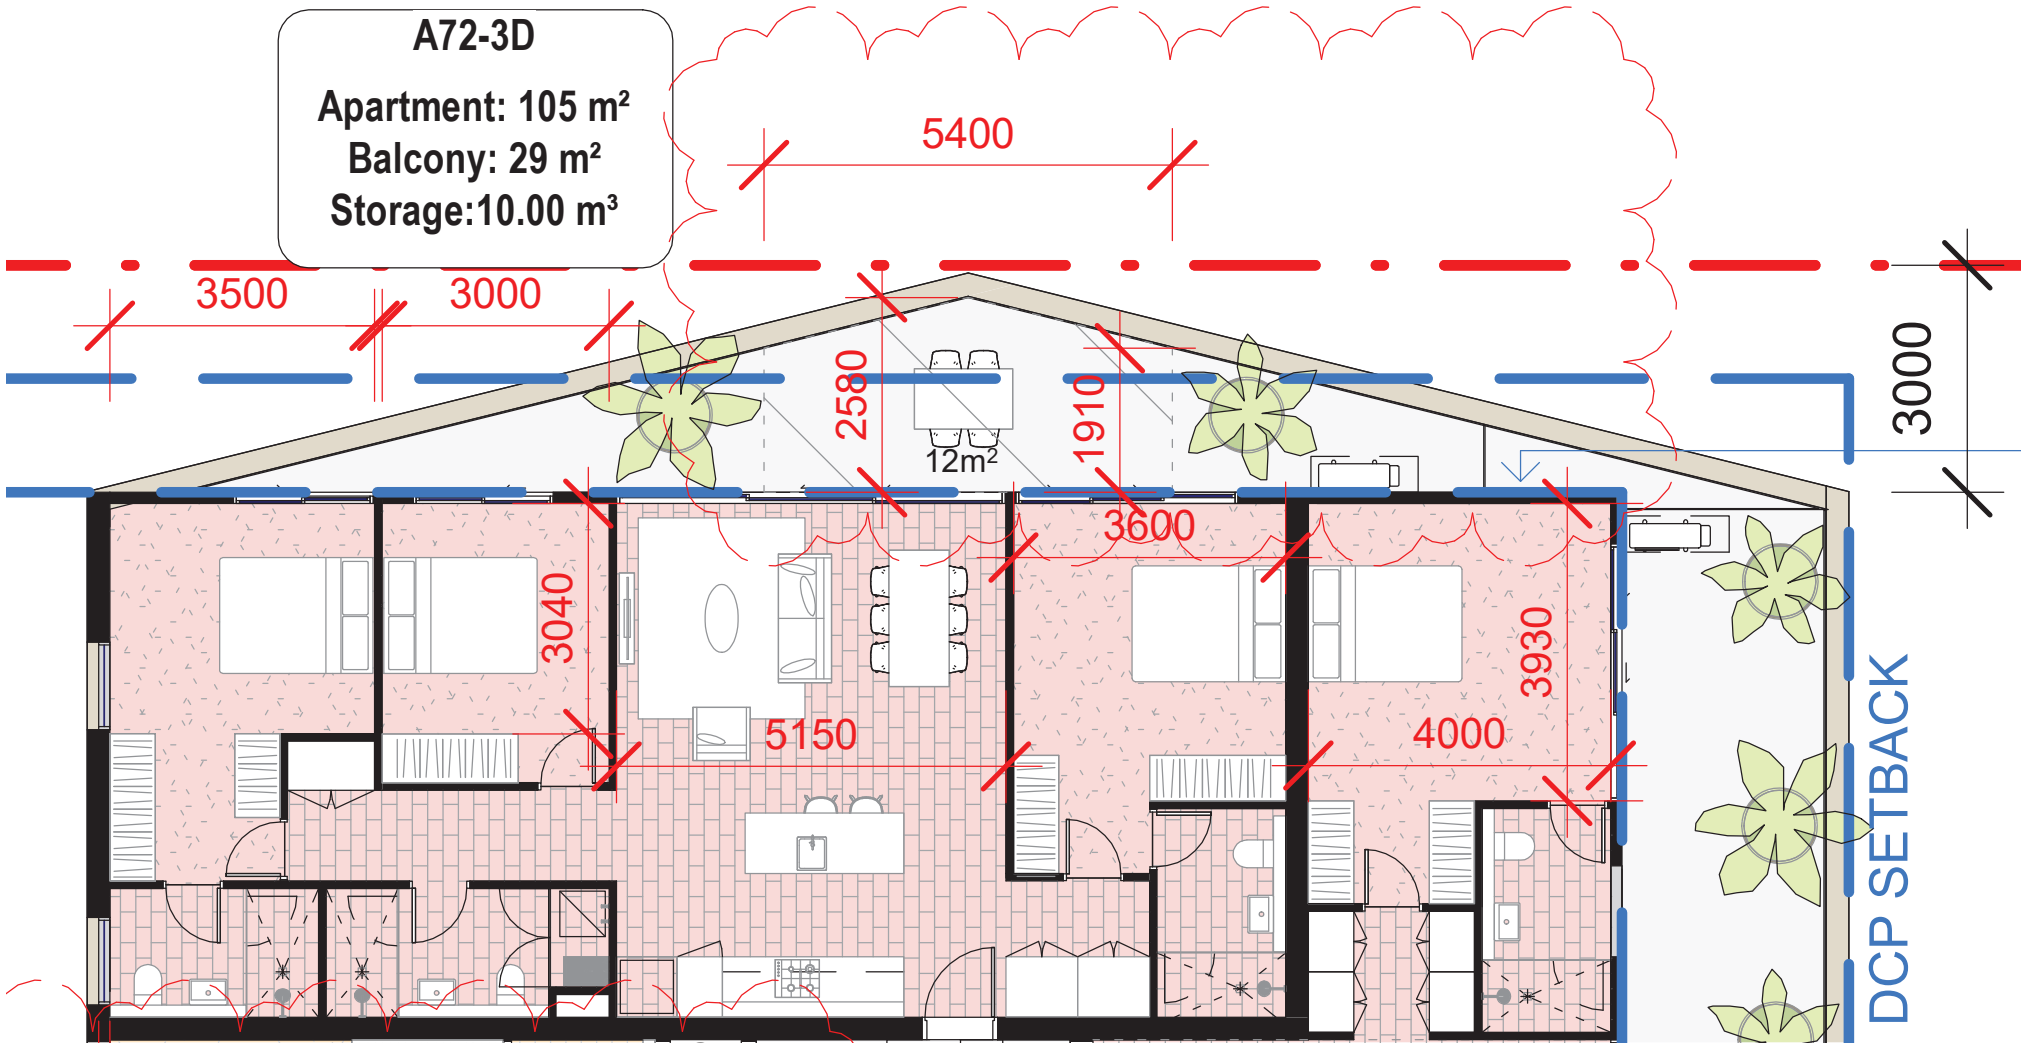 A72-3D
Apartment: 105 m²
Balcony: 29 m²
Storage:10.00 m³
5400
3500
3000
2580
1910
12m²
3000
3600
3040
3930
5150
4000
DCP SETBACK